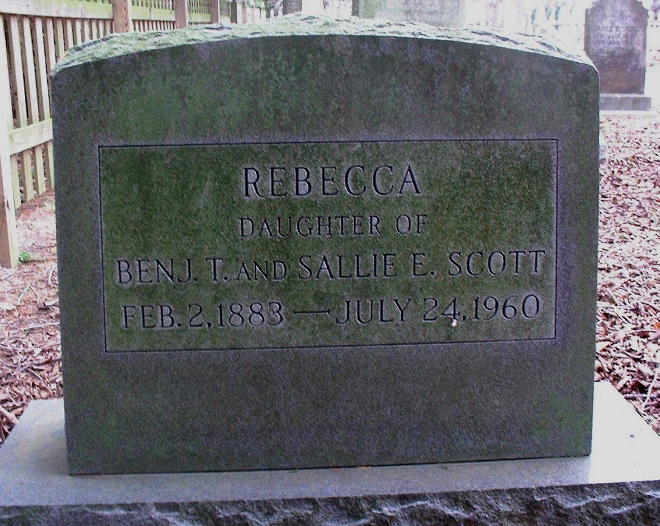 REBECCA
DAUGHTER OF
BENJ. T. AND SALLIE E. SCOTT
FEB. 2, 1883 — JULY 24, 1960